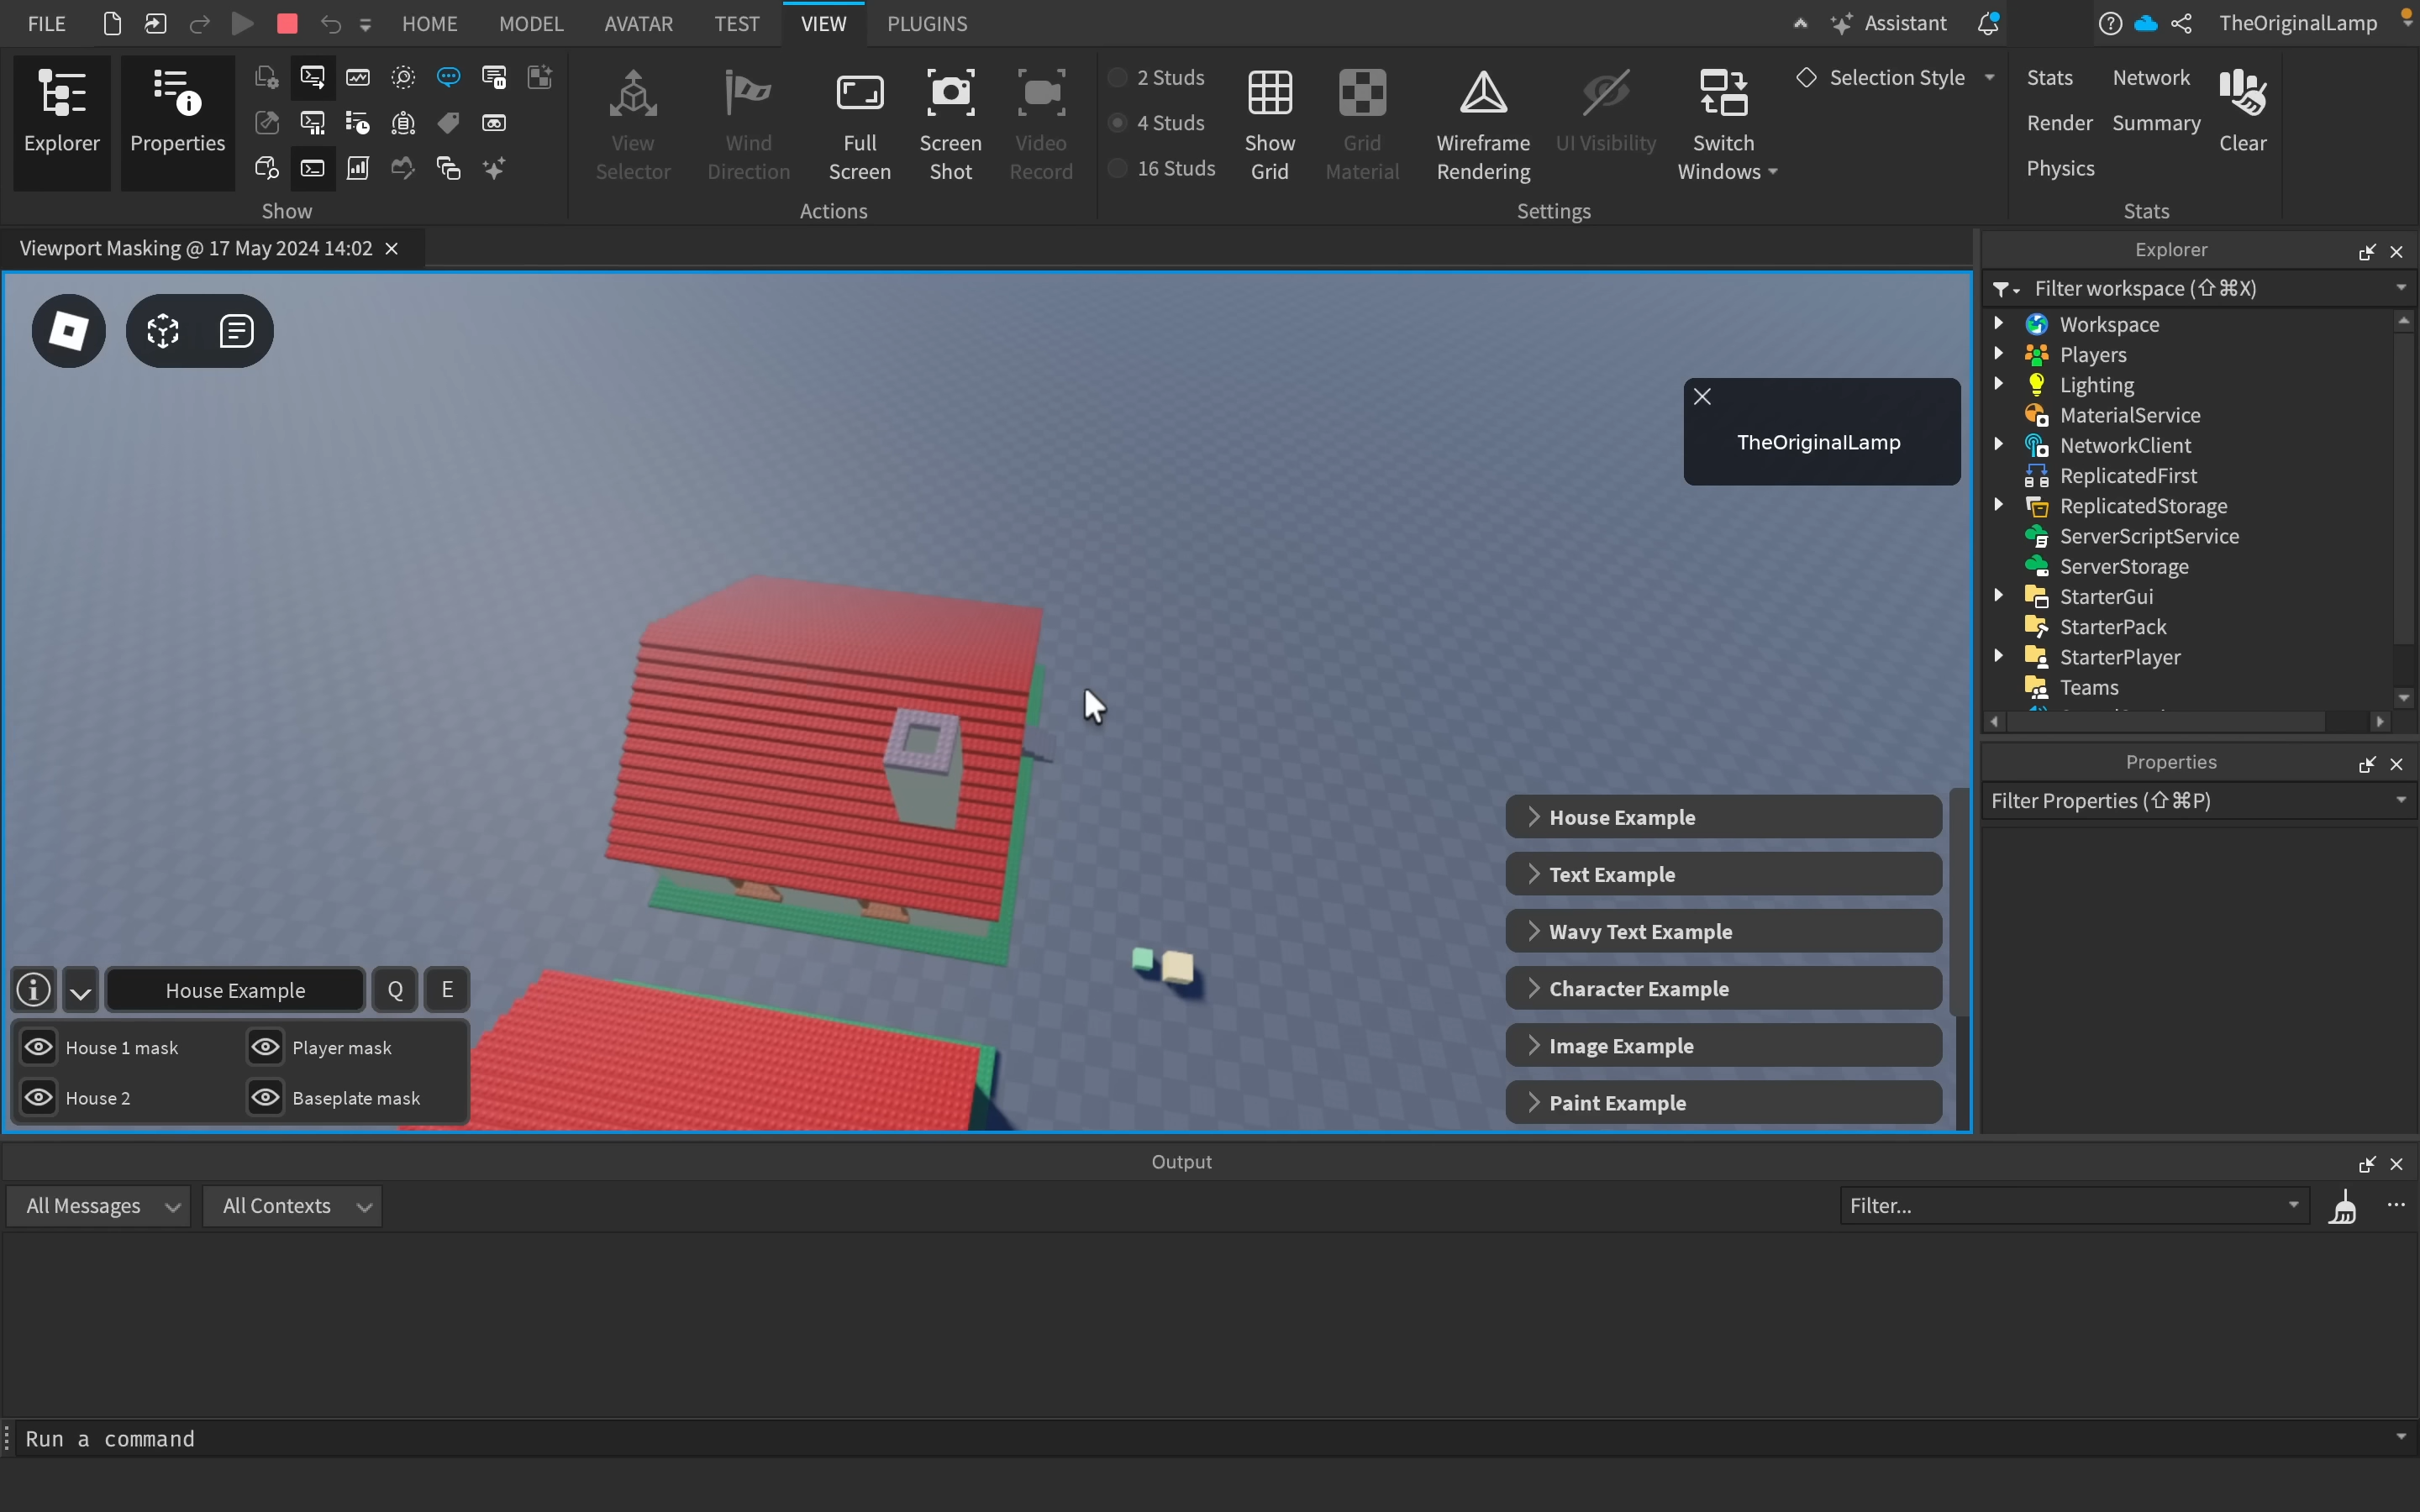 FILE HOME MODEL AVATAR TEST VIEW PLUGINS Assistant TheOriginalLamp
Explorer
Properties
Show
View Selector
Wind Direction
Full Screen
Screen Shot
Video Record
Actions
2 Studs
4 Studs
16 Studs
Show Grid
Grid Material
Wireframe Rendering
UI Visibility
Switch Windows
Selection Style
Settings
Stats Network
Render Summary
Physics
Clear
Stats
Viewport Masking @ 17 May 2024 14:02
TheOriginalLamp
House Example
Text Example
Wavy Text Example
Character Example
Image Example
Paint Example
House Example Q E
House 1 mask Player mask
House 2 Baseplate mask
Explorer
Filter workspace (⇧⌘X)
Workspace
Players
Lighting
MaterialService
NetworkClient
ReplicatedFirst
ReplicatedStorage
ServerScriptService
ServerStorage
StarterGui
StarterPack
StarterPlayer
Teams
Properties
Filter Properties (⇧⌘P)
Output
All Messages All Contexts Filter...
Run a command